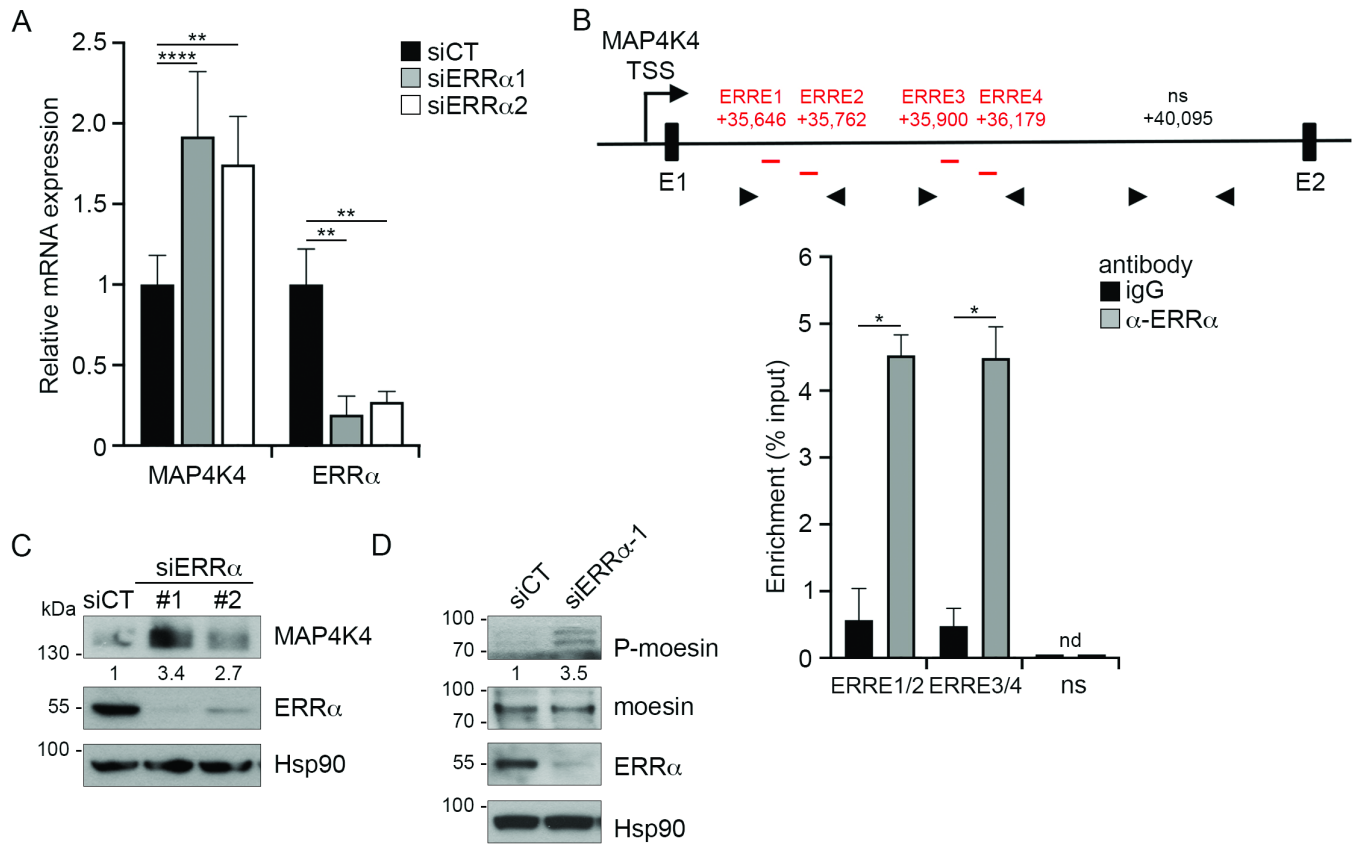 A
Relative mRNA expression
2.5
2.0
1.5
1
0.5
0
**
****
**
**
siCT
siERRα1
siERRα2
MAP4K4
ERRα
B
MAP4K4
TSS
ERRE1
+35,646
ERRE2
+35,762
ERRE3
+35,900
ERRE4
+36,179
ns
+40,095
E1
E2
Enrichment (% input)
6
5
4
4
1
0
antibody
igG
α-ERRα
*
*
nd
ERRE1/2
ERRE3/4
ns
C
siERRα
kDa
siCT
#1
#2
130 -
MAP4K4
1
3.4
2.7
55 -
ERRα
100 -
Hsp90
D
siCT
siERRα-1
100 -
70 -
P-moesin
1
3.5
100 -
70 -
moesin
55 -
ERRα
100 -
Hsp90